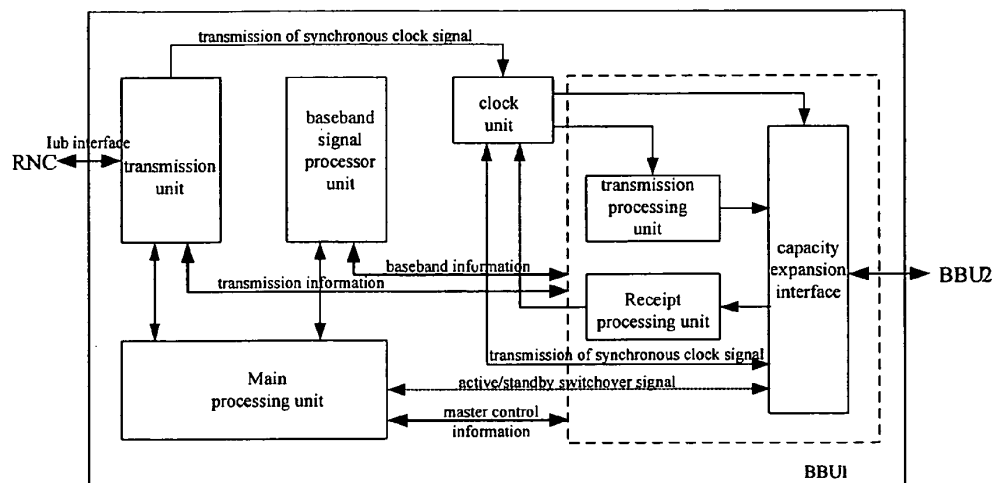 transmission of synchronous clock signal
clock
unit
baseband
signal
processor
unit
Iub interface
RNC
transmission
unit
transmission
processing
unit
capacity
expansion
interface
baseband information
transmission information
BBU2
Receipt
processing unit
transmission of synchronous clock signal
Main
processing unit
active/standby switchover signal
master control
information
BBU1